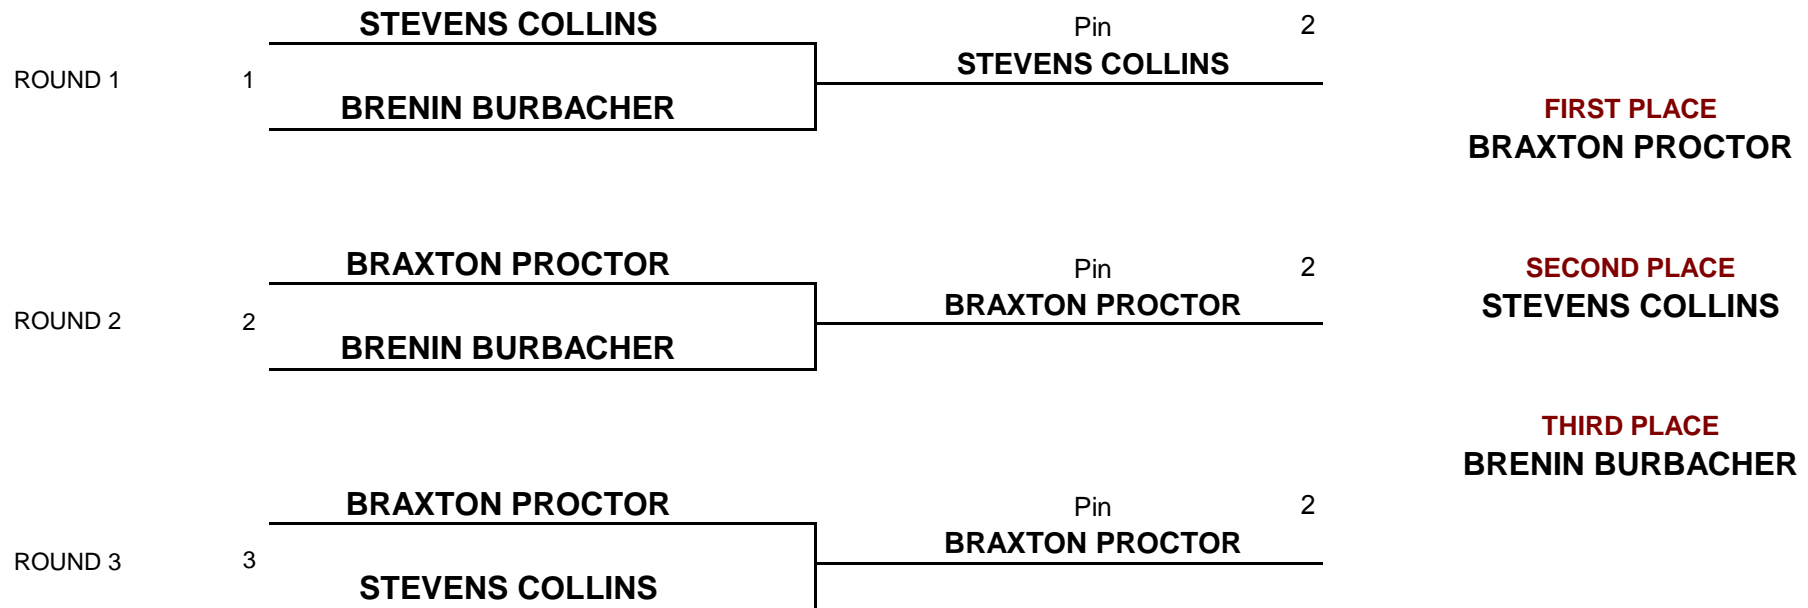 STEVENS COLLINS
Pin 2
STEVENS COLLINS
ROUND 1 1
BRENIN BURBACHER
FIRST PLACE
BRAXTON PROCTOR
BRAXTON PROCTOR
Pin 2
SECOND PLACE
BRAXTON PROCTOR
STEVENS COLLINS
ROUND 2 2
BRENIN BURBACHER
THIRD PLACE
BRENIN BURBACHER
BRAXTON PROCTOR
Pin 2
BRAXTON PROCTOR
ROUND 3 3
STEVENS COLLINS